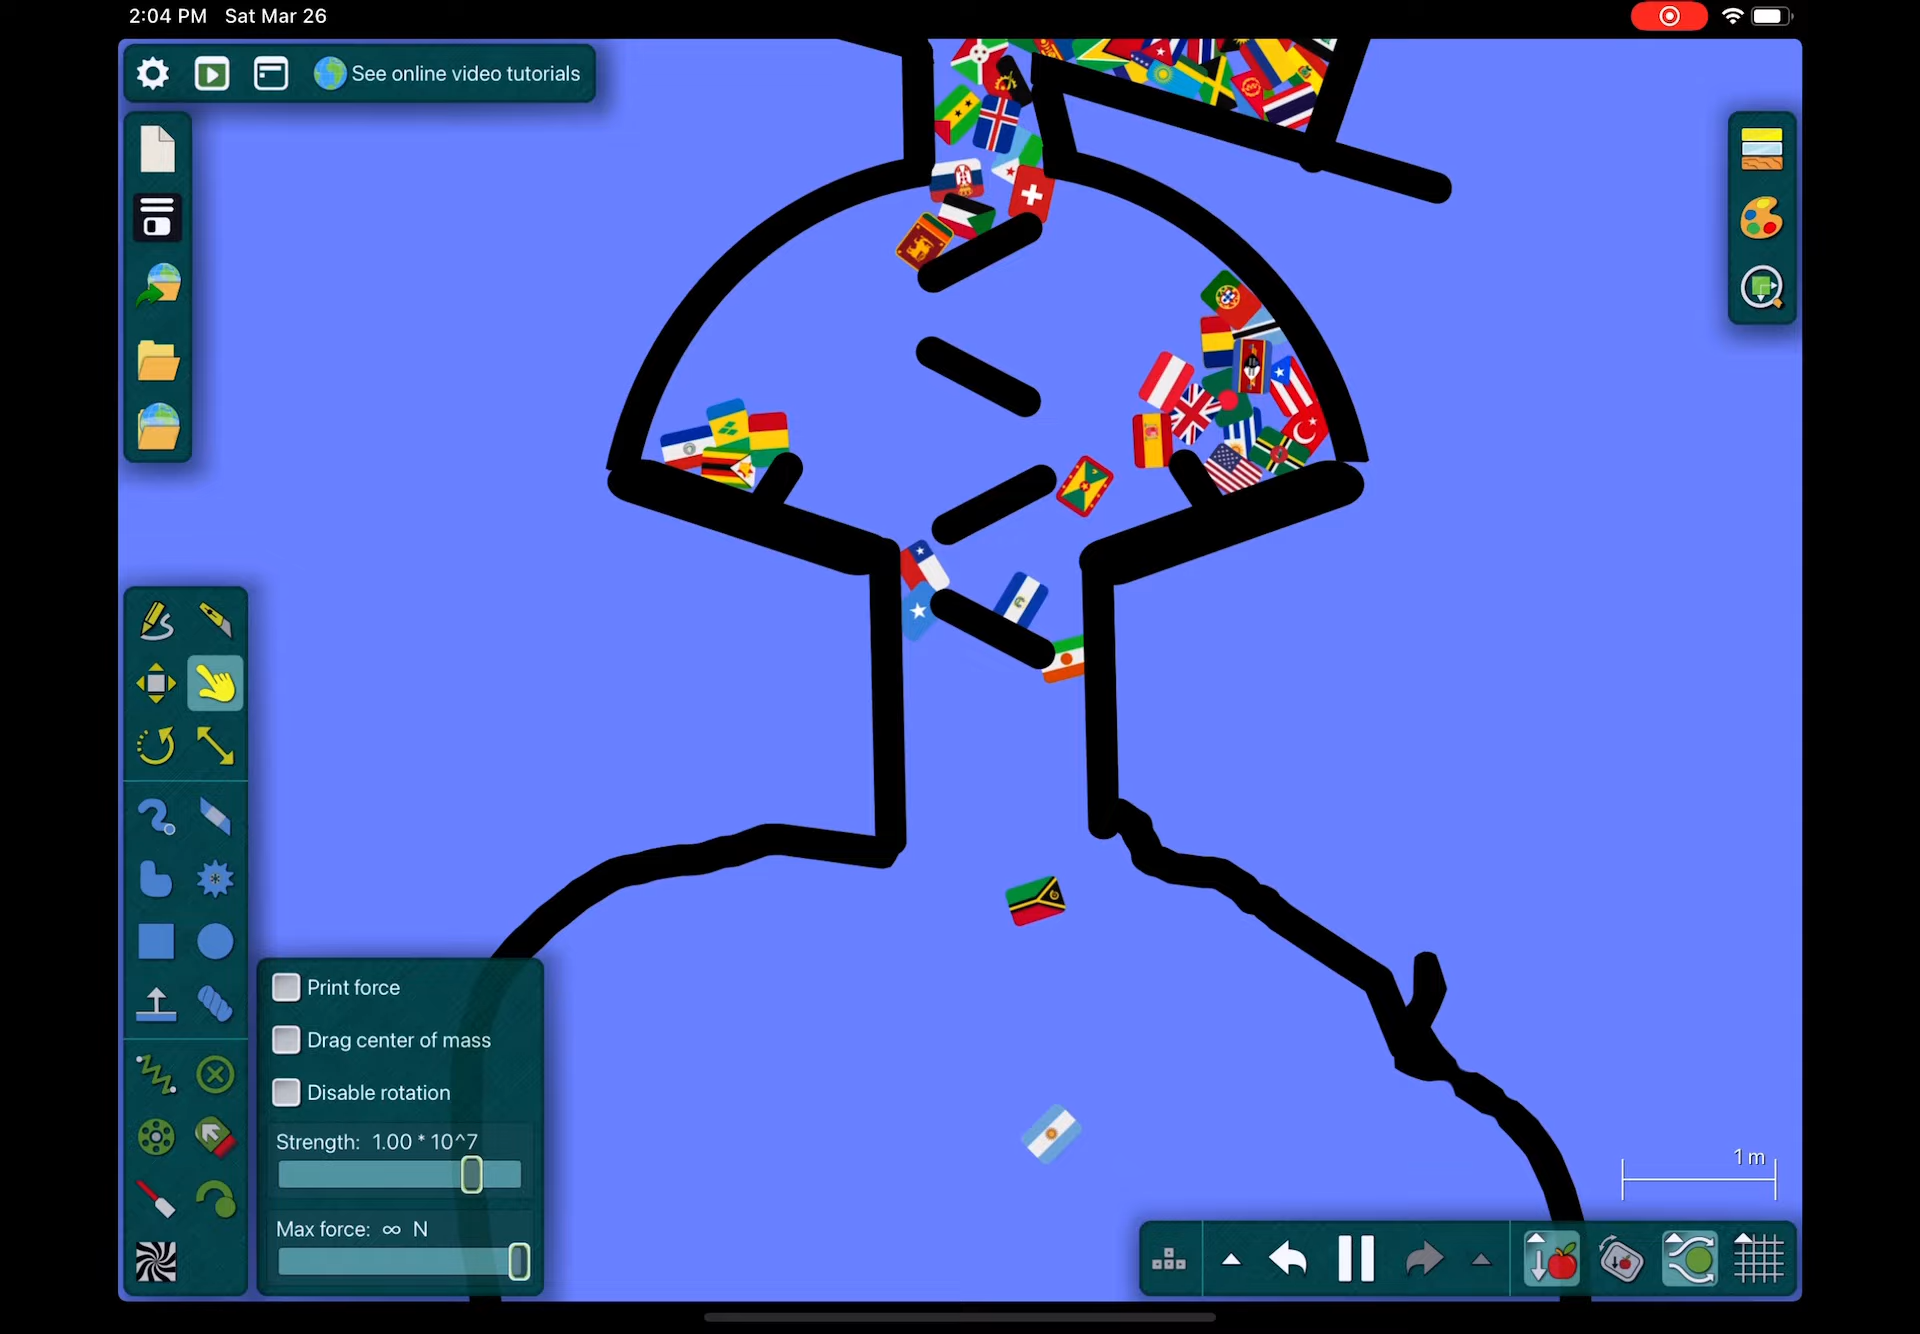 2:04 PM Sat Mar 26
See online video tutorials
Print force
Drag center of mass
Disable rotation
Strength: 1.00 * 10^7
Max force: ∞ N
1 m